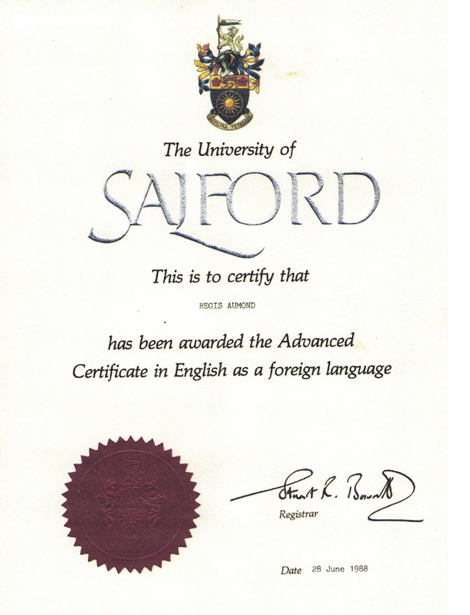 The University of
SALFORD
This is to certify that
REGIS AUMOND
has been awarded the Advanced
Certificate in English as a foreign language
Registrar
Date 28 June 1988